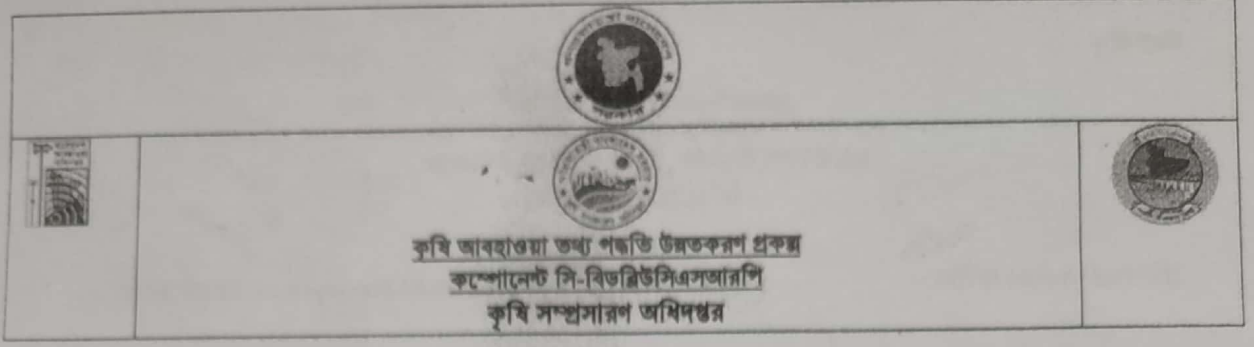 কৃষি আবহাওয়া তথ্য পদ্ধতি উন্নতকরণ প্রকল্প
কম্পোনেন্ট সি-বিডব্লিউসিএসআরপি
কৃষি সম্প্রসারণ অধিদপ্তর